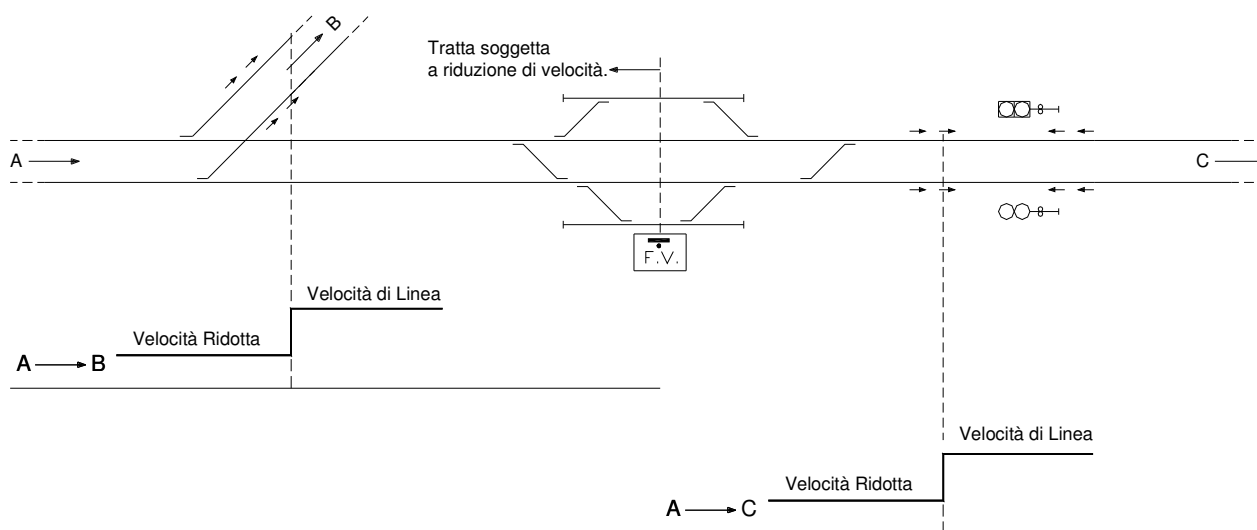 B
Tratta soggetta
a riduzione di velocità.
A
C
F.V.
Velocità di Linea
Velocità Ridotta
A B
Velocità di Linea
Velocità Ridotta
A C